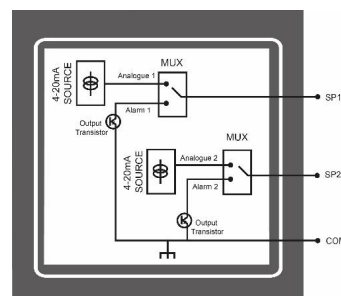 MUX
Analogue 1
4-20mA
SOURCE
SP1
Alarm 1
Output
Transistor
MUX
Analogue 2
4-20mA
SOURCE
SP2
Alarm 2
Output
Transistor
COM